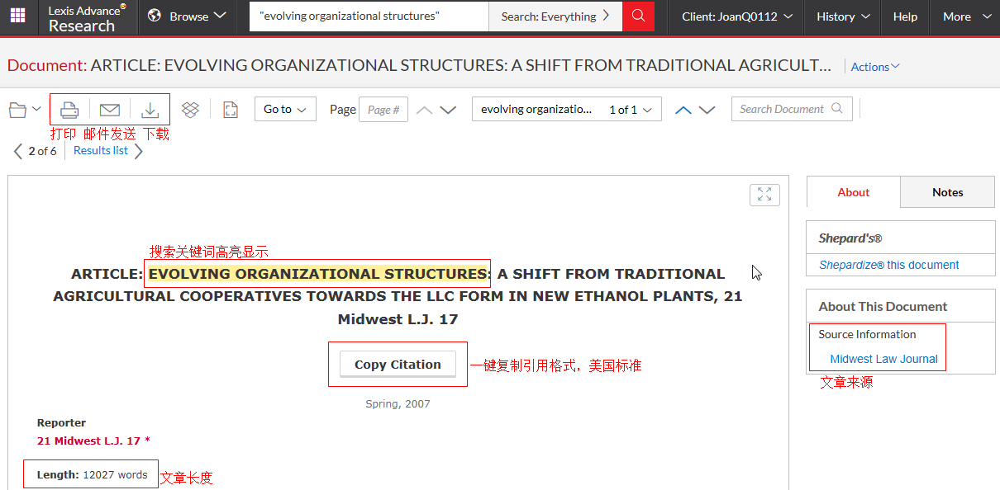 Lexis Advance®
Research
Browse
"evolving organizational structures"
Search: Everything
Client: JoanQ0112
History
Help
More
Document: ARTICLE: EVOLVING ORGANIZATIONAL STRUCTURES: A SHIFT FROM TRADITIONAL AGRICULT...
Actions
Go to
Page
Page #
evolving organizatio...
1 of 1
Search Document
打印 邮件发送 下载
2 of 6
Results list
About
Notes
Shepard's®
Shepardize® this document
About This Document
Source Information
Midwest Law Journal
文章来源
搜索关键词高亮显示
ARTICLE: EVOLVING ORGANIZATIONAL STRUCTURES: A SHIFT FROM TRADITIONAL
AGRICULTURAL COOPERATIVES TOWARDS THE LLC FORM IN NEW ETHANOL PLANTS, 21
Midwest L.J. 17
Copy Citation
一键复制引用格式，美国标准
Spring, 2007
Reporter
21 Midwest L.J. 17 *
Length: 12027 words
文章长度